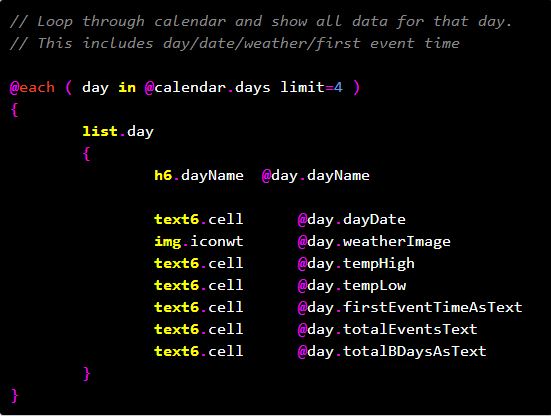 // Loop through calendar and show all data for that day.
// This includes day/date/weather/first event time
@each ( day in @calendar.days limit=4 )
{
list.day
{
h6.dayName @day.dayName
text6.cell @day.dayDate
img.iconwt @day.weatherImage
text6.cell @day.tempHigh
text6.cell @day.tempLow
text6.cell @day.firstEventTimeAsText
text6.cell @day.totalEventsText
text6.cell @day.totalBDaysAsText
}
}